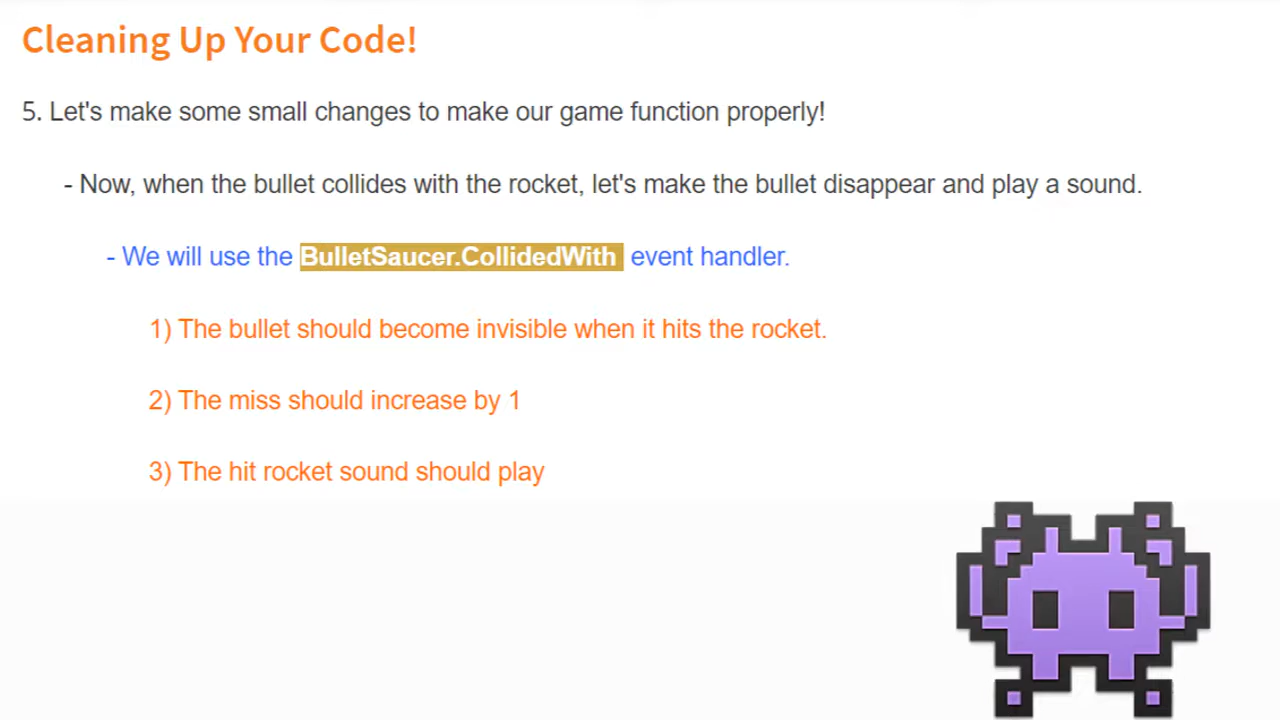 Cleaning Up Your Code!
5. Let's make some small changes to make our game function properly!
- Now, when the bullet collides with the rocket, let's make the bullet disappear and play a sound.
- We will use the BulletSaucer.CollidedWith event handler.
1) The bullet should become invisible when it hits the rocket.
2) The miss should increase by 1
3) The hit rocket sound should play